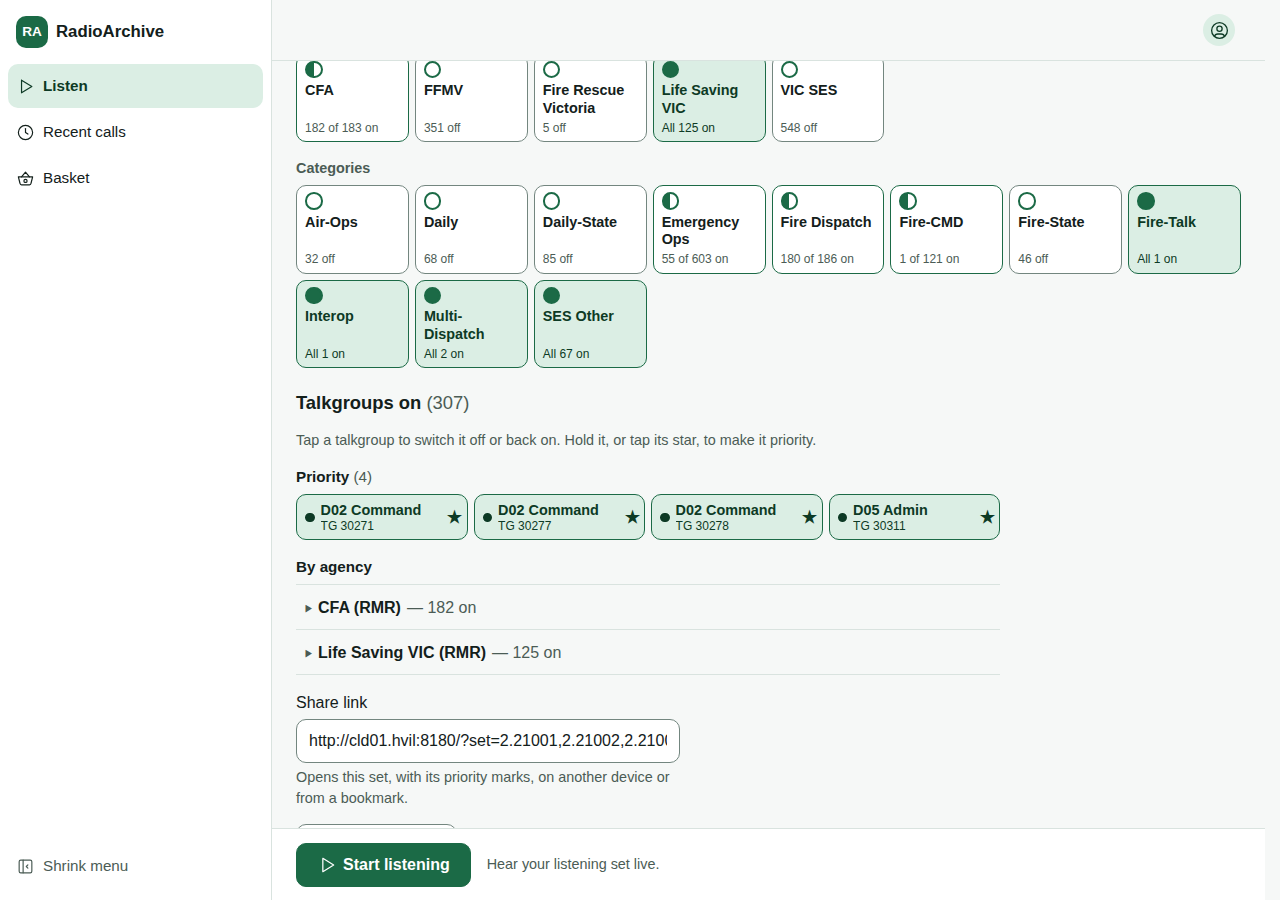 RA RadioArchive
Listen
Recent calls
Basket
Shrink menu
CFA
182 of 183 on
FFMV
351 off
Fire Rescue
Victoria
5 off
Life Saving
VIC
All 125 on
VIC SES
548 off
Categories
Air-Ops
32 off
Daily
68 off
Daily-State
85 off
Emergency
Ops
55 of 603 on
Fire Dispatch
180 of 186 on
Fire-CMD
1 of 121 on
Fire-State
46 off
Fire-Talk
All 1 on
Interop
All 1 on
Multi-
Dispatch
All 2 on
SES Other
All 67 on
Talkgroups on (307)
Tap a talkgroup to switch it off or back on. Hold it, or tap its star, to make it priority.
Priority (4)
D02 Command
TG 30271
D02 Command
TG 30277
D02 Command
TG 30278
D05 Admin
TG 30311
By agency
CFA (RMR) — 182 on
Life Saving VIC (RMR) — 125 on
Share link
http://cld01.hvil:8180/?set=2.21001,2.21002,2.2100
Opens this set, with its priority marks, on another device or
from a bookmark.
Start listening
Hear your listening set live.